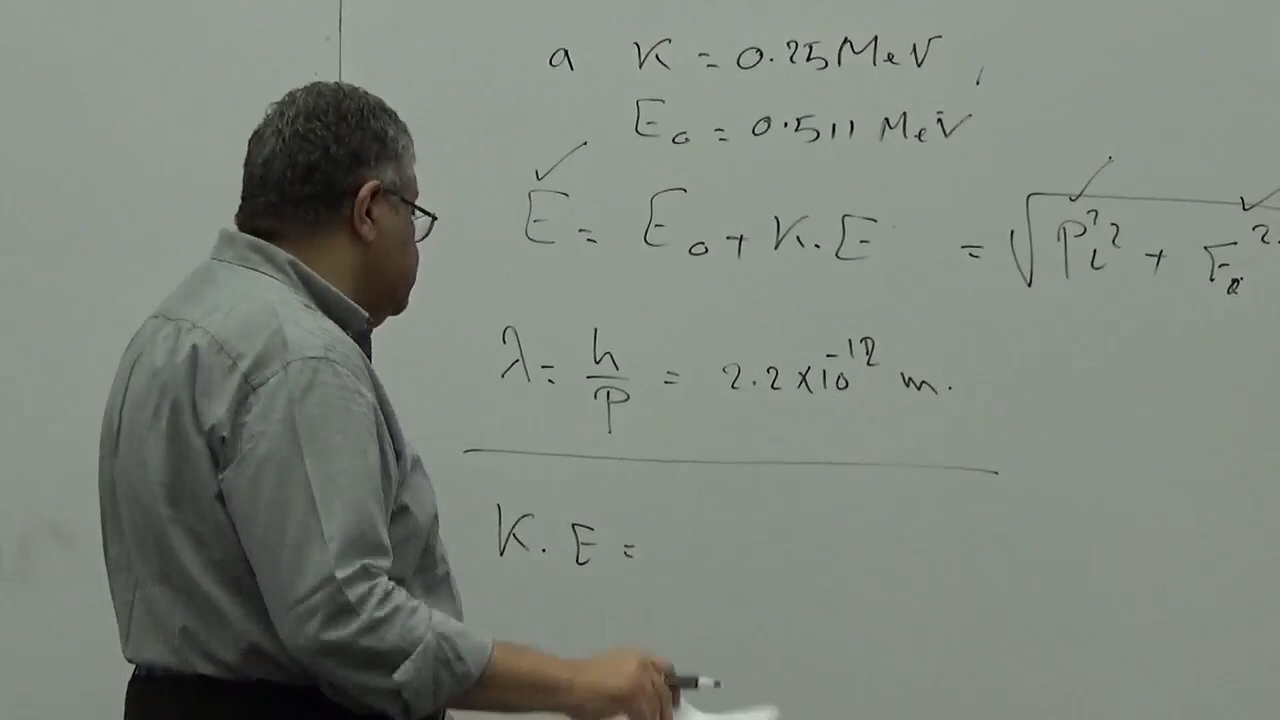 a K = 0.25 MeV,
E₀ = 0.511 MeV
E = E₀ + K.E = √P²c² + E₀²
λ = h/P = 2.2×10⁻¹² m.
K.E =